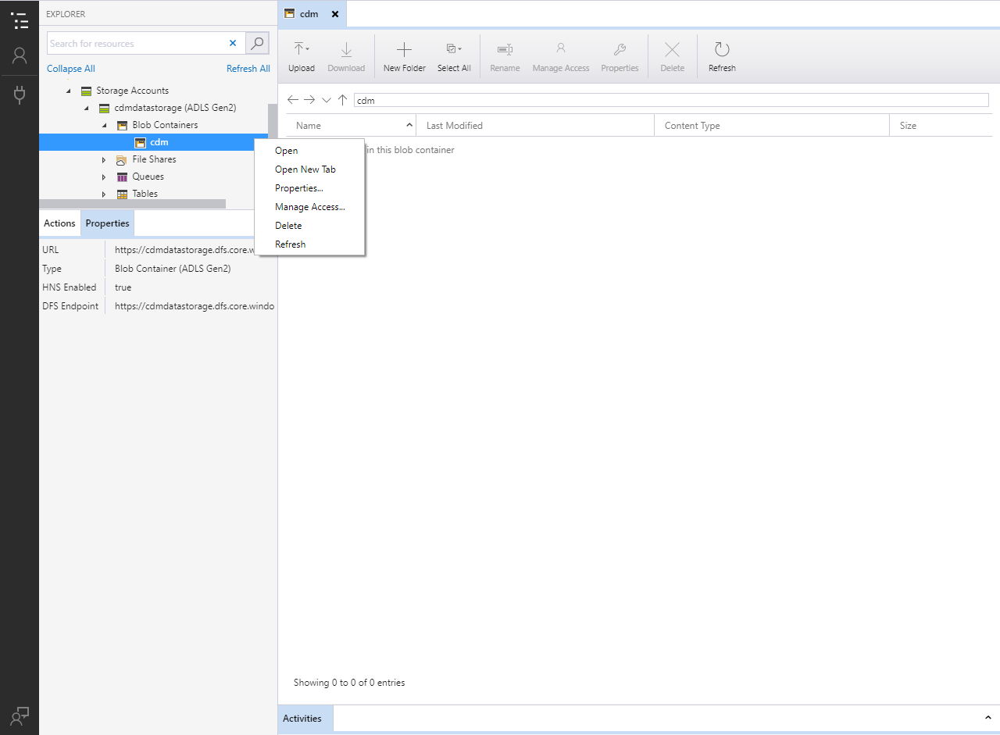 EXPLORER
Search for resources
Collapse All
Refresh All
Storage Accounts
cdmdatastorage (ADLS Gen2)
Blob Containers
cdm
File Shares
Queues
Tables
Actions
Properties
URL
https://cdmdatastorage.dfs.core.w
Type
Blob Container (ADLS Gen2)
HNS Enabled
true
DFS Endpoint
https://cdmdatastorage.dfs.core.windo
Open
Open New Tab
Properties...
Manage Access...
Delete
Refresh
cdm
Upload
Download
New Folder
Select All
Rename
Manage Access
Properties
Delete
Refresh
cdm
Name
Last Modified
Content Type
Size
in this blob container
Showing 0 to 0 of 0 entries
Activities